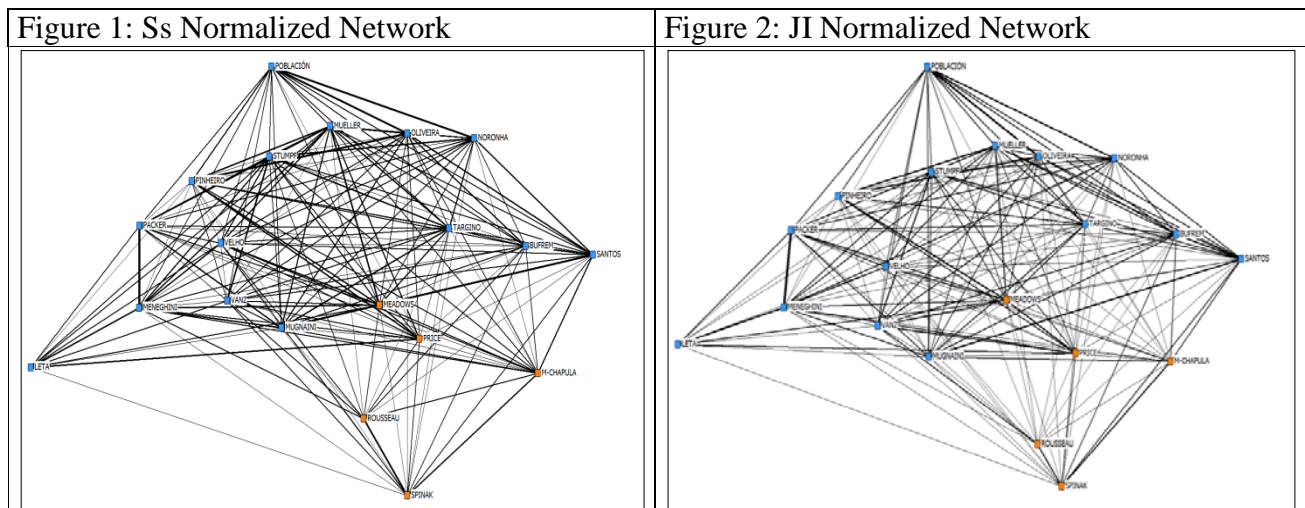 Figure 1: Ss Normalized Network
Figure 2: JI Normalized Network
POBLACIÓN
MUELLER
OLIVEIRA
NORONHA
STUMPF
PINHEIRO
PACKER
TARGINO
VELHO
BUFREM
SANTOS
VANZ
MEADOWS
MENEGHINI
MUGNAINI
PRICE
LETA
M-CHAPULA
ROUSSEAU
SPINAK
POBLACIÓN
MUELLER
OLIVEIRA
NORONHA
STUMPF
PINHEIRO
TARGINO
PACKER
BUFREM
SANTOS
VELHO
MEADOWS
MENEGHINI
VANZ
LETA
PRICE
MUGNAINI
M-CHAPULA
ROUSSEAU
SPINAK